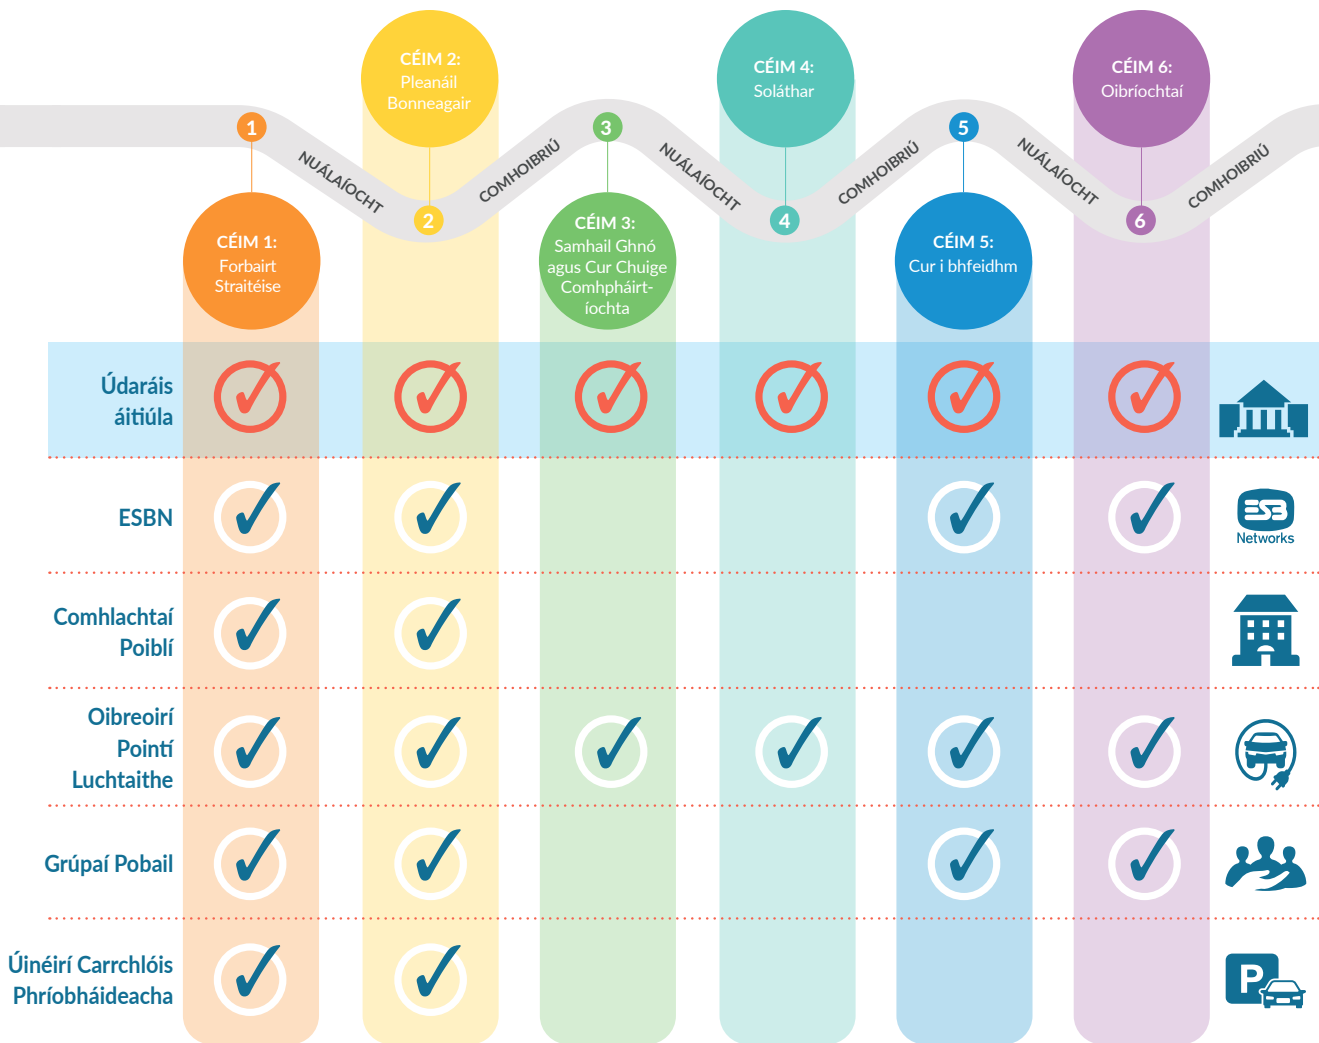 CÉIM 2:
Pleanáil
Bonneagair
CÉIM 4:
Soláthar
CÉIM 6:
Oibríochtaí
1
NUÁLAÍOCHT
2
COMHOIBRIÚ
3
NUÁLAÍOCHT
4
COMHOIBRIÚ
5
NUÁLAÍOCHT
6
COMHOIBRIÚ
CÉIM 1:
Forbairt
Straitéise
CÉIM 3:
Samhail Ghnó
agus Cur Chuige
Comhpháirt-
íochta
CÉIM 5:
Cur i bhfeidhm
Údaráis
áitiúla
ESBN
ESB
Networks
Comhlachtaí
Poiblí
Oibreoirí
Pointí
Luchtaithe
Grúpaí Pobail
Úinéirí Carrchlóis
Phríobháideacha
P